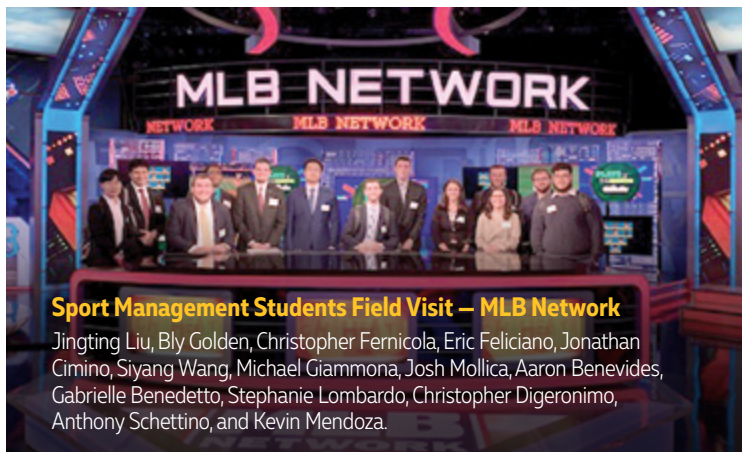 MLB NETWORK
NETWORK
MLB NETWORK
MLB NETWORK
Sport Management Students Field Visit – MLB Network
Jingting Liu, Bly Golden, Christopher Fernicola, Eric Feliciano, Jonathan
Cimino, Siyang Wang, Michael Giammona, Josh Mollica, Aaron Benevides,
Gabrielle Benedetto, Stephanie Lombardo, Christopher Digeronimo,
Anthony Schettino, and Kevin Mendoza.
NETWORK